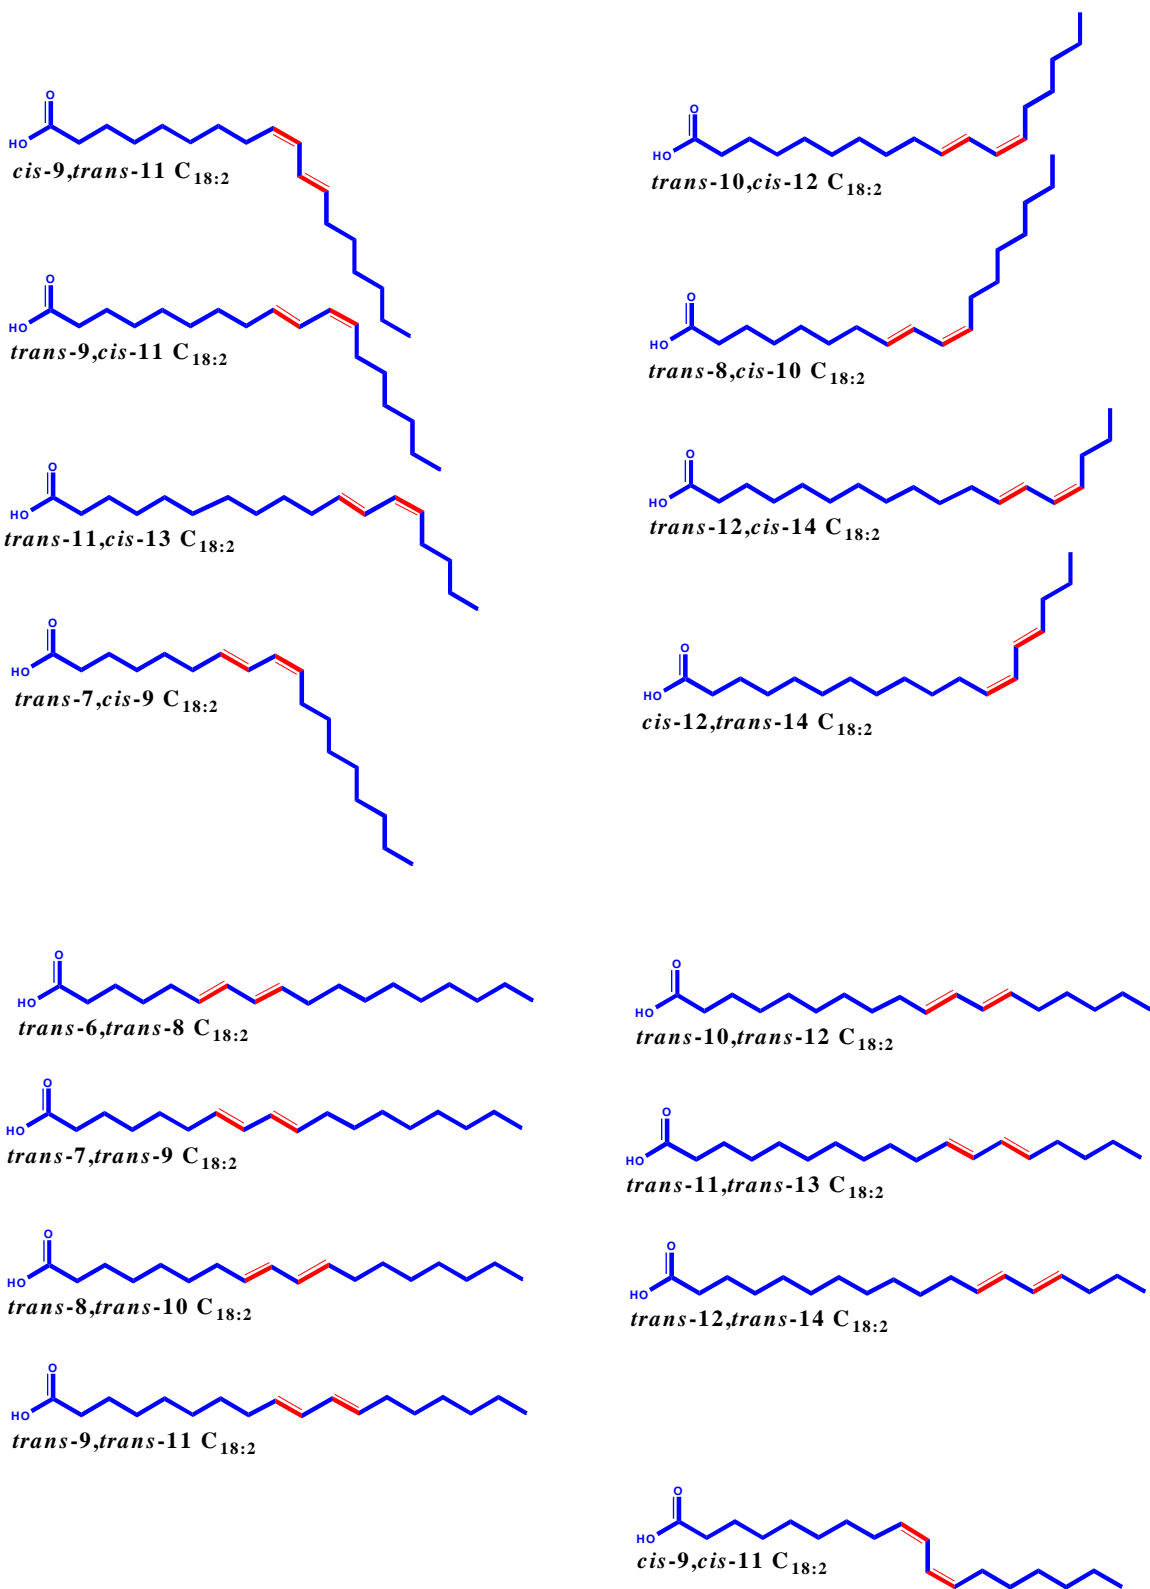 O
HO
cis-9,trans-11 C18:2
O
HO
trans-10,cis-12 C18:2
O
HO
trans-9,cis-11 C18:2
O
HO
trans-8,cis-10 C18:2
O
HO
trans-11,cis-13 C18:2
O
HO
trans-12,cis-14 C18:2
O
HO
trans-7,cis-9 C18:2
O
HO
cis-12,trans-14 C18:2
O
HO
trans-6,trans-8 C18:2
O
HO
trans-10,trans-12 C18:2
O
HO
trans-7,trans-9 C18:2
O
HO
trans-11,trans-13 C18:2
O
HO
trans-8,trans-10 C18:2
O
HO
trans-12,trans-14 C18:2
O
HO
trans-9,trans-11 C18:2
O
HO
cis-9,cis-11 C18:2